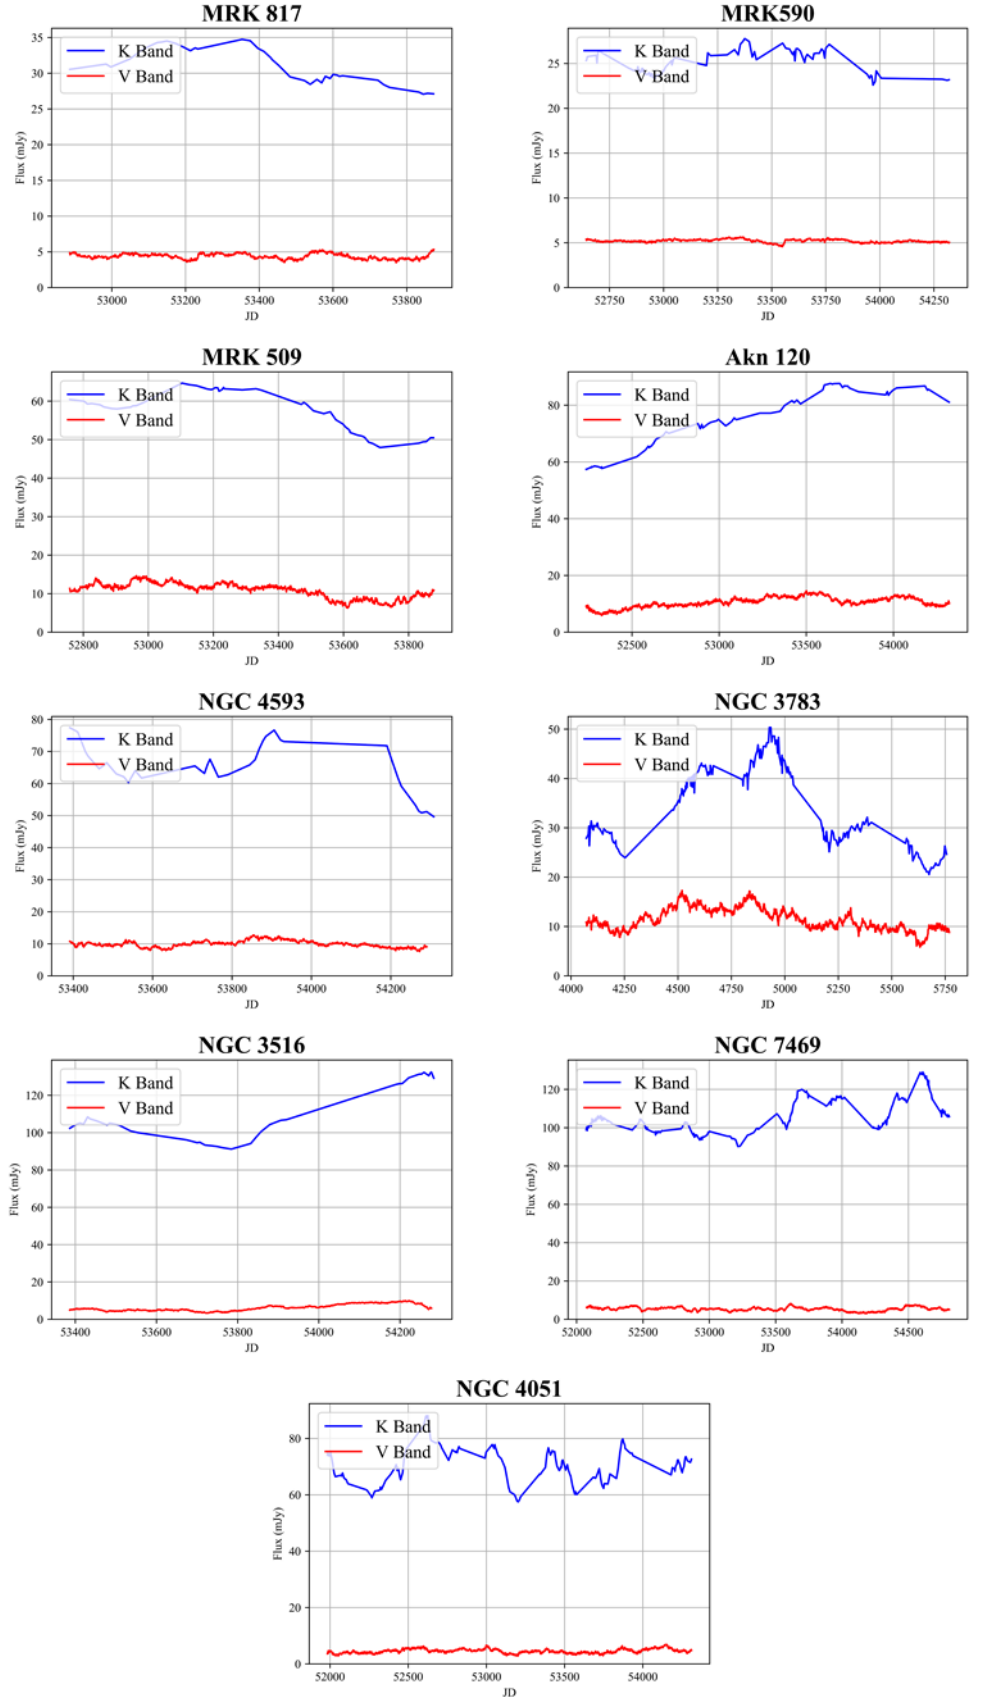 MRK 817
K Band
V Band
Flux (mJy)
35
30
25
20
15
10
5
0
53000 53200 53400 53600 53800
JD
MRK590
K Band
V Band
Flux (mJy)
25
20
15
10
5
0
52750 53000 53250 53500 53750 54000 54250
JD
MRK 509
K Band
V Band
Flux (mJy)
60
50
40
30
20
10
0
52800 53000 53200 53400 53600 53800
JD
Akn 120
K Band
V Band
Flux (mJy)
80
60
40
20
0
52500 53000 53500 54000
JD
NGC 4593
K Band
V Band
Flux (mJy)
80
70
60
50
40
30
20
10
0
53400 53600 53800 54000 54200
JD
NGC 3783
K Band
V Band
Flux (mJy)
50
40
30
20
10
0
4000 4250 4500 4750 5000 5250 5500 5750
JD
NGC 3516
K Band
V Band
Flux (mJy)
120
100
80
60
40
20
0
53400 53600 53800 54000 54200
JD
NGC 7469
K Band
V Band
Flux (mJy)
120
100
80
60
40
20
0
52000 52500 53000 53500 54000 54500
JD
NGC 4051
K Band
V Band
Flux (mJy)
80
60
40
20
0
52000 52500 53000 53500 54000
JD